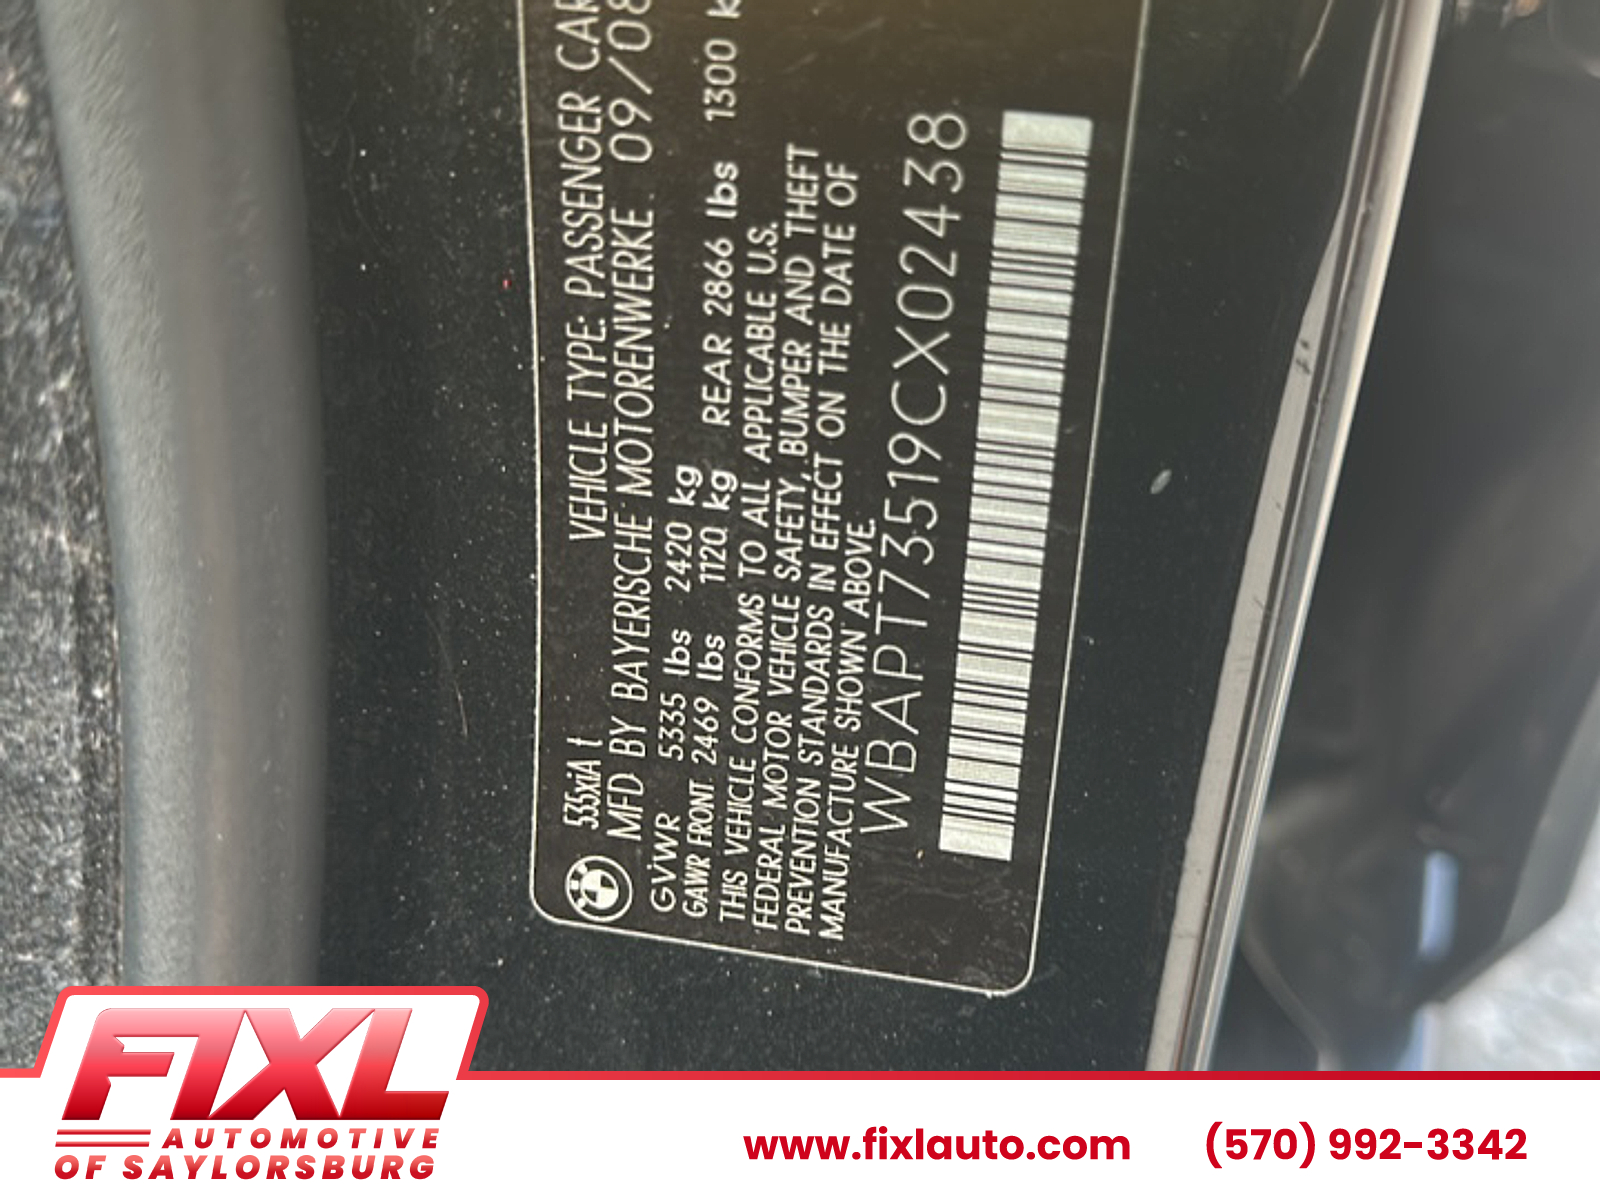 535xiA t VEHICLE TYPE: PASSENGER CAR
MFD BY BAYERISCHE MOTORENWERKE 09/08
GVWR 5335 lbs 2420 kg
GAWR FRONT 2469 lbs 1120 kg REAR 2866 lbs 1300 k
THIS VEHICLE CONFORMS TO ALL APPLICABLE U.S.
FEDERAL MOTOR VEHICLE SAFETY, BUMPER AND THEFT
PREVENTION STANDARDS IN EFFECT ON THE DATE OF
MANUFACTURE SHOWN ABOVE.
WBAPT73519CX02438
FIXL
AUTOMOTIVE
OF SAYLORSBURG
www.fixlauto.com (570) 992-3342